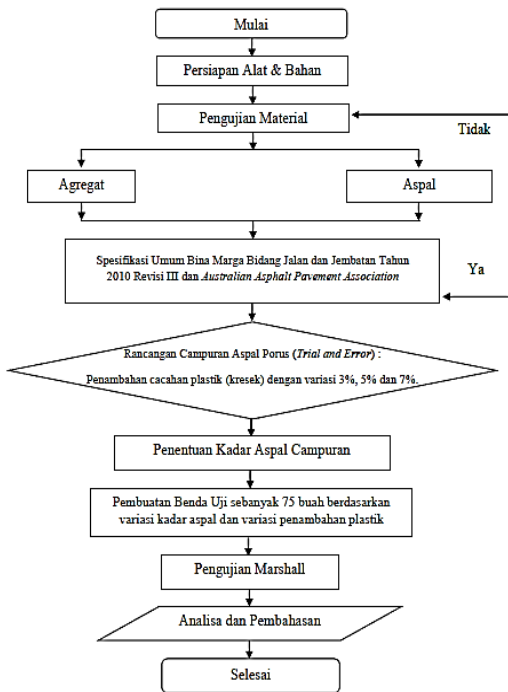 Mulai
Persiapan Alat & Bahan
Pengujian Material
Tidak
Agregat
Aspal
Spesifikasi Umum Bina Marga Bidang Jalan dan Jembatan Tahun
2010 Revisi III dan Australian Asphalt Pavement Association
Ya
Rancangan Campuran Aspal Porus (Trial and Error) :
Penambahan cacahan plastik (kresek) dengan variasi 3%, 5% dan 7%.
Penentuan Kadar Aspal Campuran
Pembuatan Benda Uji sebanyak 75 buah berdasarkan
variasi kadar aspal dan variasi penambahan plastik
Pengujian Marshall
Analisa dan Pembahasan
Selesai